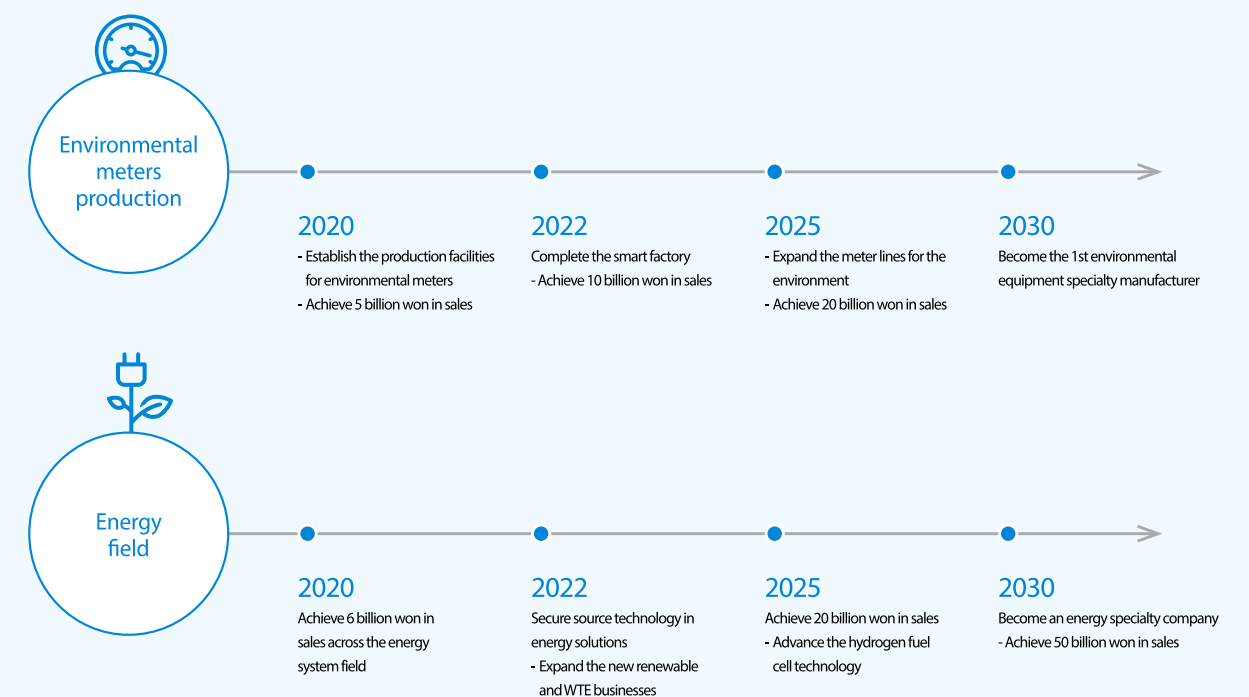 Environmental
meters
production
2020
- Establish the production facilities
for environmental meters
- Achieve 5 billion won in sales
2022
Complete the smart factory
- Achieve 10 billion won in sales
2025
- Expand the meter lines for the
environment
- Achieve 20 billion won in sales
2030
Become the 1st environmental
equipment specialty manufacturer
Energy
field
2020
Achieve 6 billion won in
sales across the energy
system field
2022
Secure source technology in
energy solutions
- Expand the new renewable
and WTE businesses
2025
Achieve 20 billion won in sales
- Advance the hydrogen fuel
cell technology
2030
Become an energy specialty company
- Achieve 50 billion won in sales